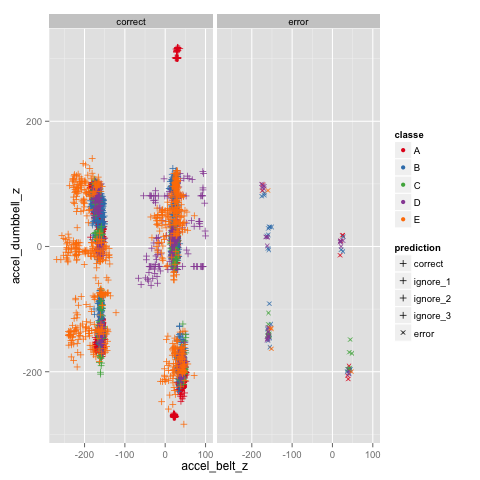 correct error
accel_dumbbell_z
200
0
-200
-200 -100 0 100 -200 -100 0 100
accel_belt_z
classe
A
B
C
D
E
prediction
correct
ignore_1
ignore_2
ignore_3
error